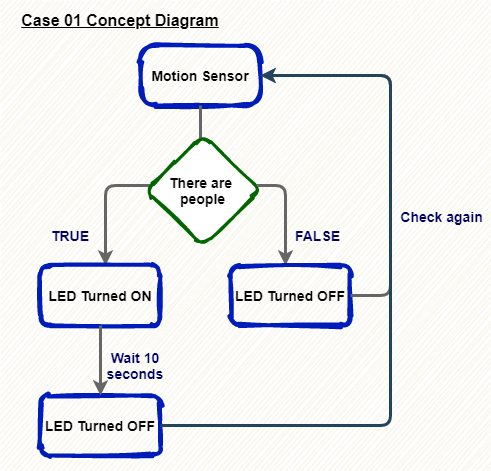 Case 01 Concept Diagram
Motion Sensor
There are
people
TRUE
FALSE
Check again
LED Turned ON
LED Turned OFF
Wait 10
seconds
LED Turned OFF